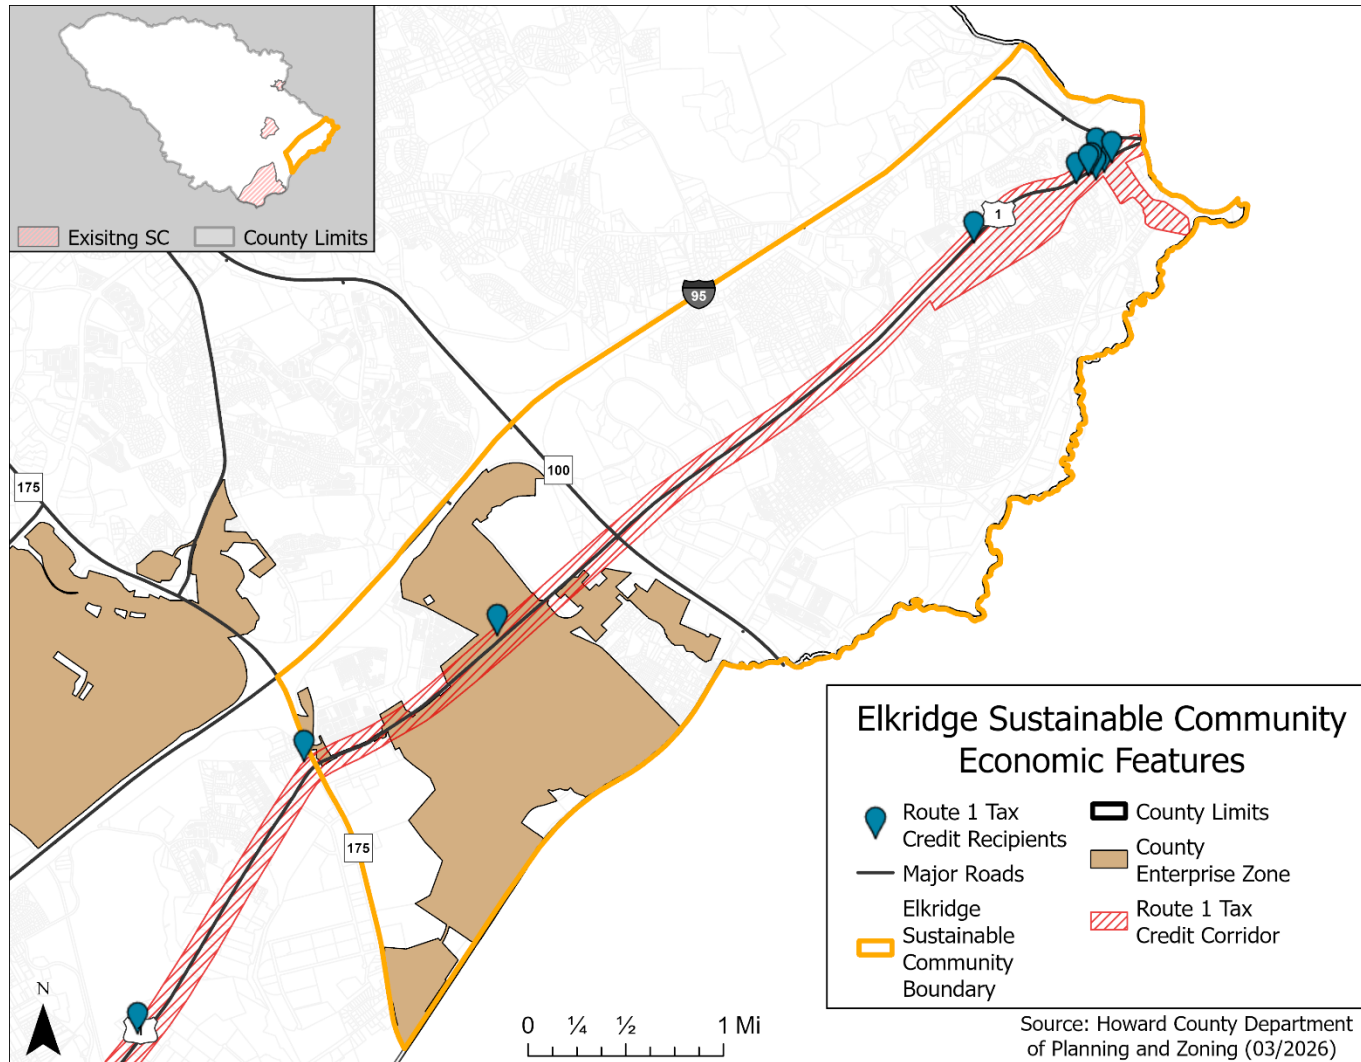 Exisitng SC
County Limits
1
95
100
175
175
N
0 ¼ ½ 1 Mi
Elkridge Sustainable Community
Economic Features
Route 1 Tax
Credit Recipients
Major Roads
Elkridge
Sustainable
Community
Boundary
County Limits
County
Enterprise Zone
Route 1 Tax
Credit Corridor
Source: Howard County Department
of Planning and Zoning (03/2026)